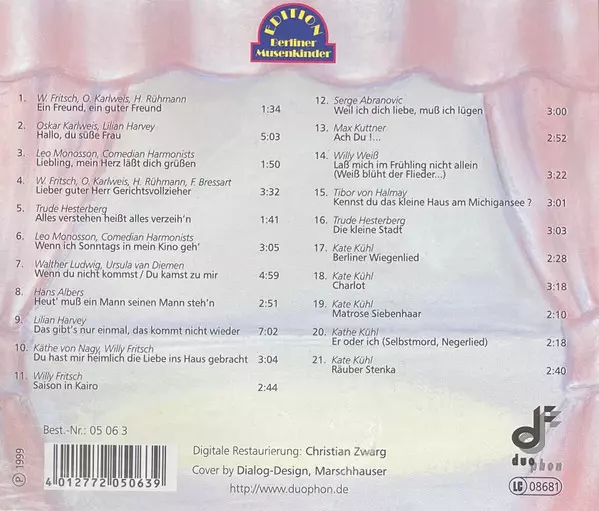 EDITION
Berliner
Musenkinder
1. W. Fritsch, O. Karlweis, H. Rühmann
Ein Freund, ein guter Freund 1:34
2. Oskar Karlweis, Lilian Harvey
Hallo, du süße Frau 5:03
3. Leo Monosson, Comedian Harmonists
Liebling, mein Herz läßt dich grüßen 1:50
4. W. Fritsch, O. Karlweis, H. Rühmann, F. Bressart
Lieber guter Herr Gerichtsvollzieher 3:32
5. Trude Hesterberg
Alles verstehen heißt alles verzeih'n 1:41
6. Leo Monosson, Comedian Harmonists
Wenn ich Sonntags in mein Kino geh' 3:05
7. Walther Ludwig, Ursula van Diemen
Wenn du nicht kommst / Du kamst zu mir 4:59
8. Hans Albers
Heut' muß ein Mann seinen Mann steh'n 2:51
9. Lilian Harvey
Das gibt's nur einmal, das kommt nicht wieder 7:02
10. Käthe von Nagy, Willy Fritsch
Du hast mir heimlich die Liebe ins Haus gebracht 3:04
11. Willy Fritsch
Saison in Kairo 2:44
12. Serge Abranovic
Weil ich dich liebe, muß ich lügen 3:00
13. Max Kuttner
Ach Du !... 2:52
14. Willy Weiß
Laß mich im Frühling nicht allein
(Weiß blüht der Flieder...) 3:22
15. Tibor von Halmay
Kennst du das kleine Haus am Michigansee ? 3:01
16. Trude Hesterberg
Die kleine Stadt 3:03
17. Kate Kühl
Berliner Wiegenlied 2:28
18. Kate Kühl
Charlot 3:18
19. Kate Kühl
Matrose Siebenhaar 2:10
20. Kathe Kühl
Er oder ich (Selbstmord, Negerlied) 2:18
21. Kate Kühl
Räuber Stenka 2:40
Best.-Nr.: 05 06 3
4 012772 050639
P 1999
Digitale Restaurierung: Christian Zwarg
Cover by Dialog-Design, Marschhauser
http://www.duophon.de
duo phon
LC 08681